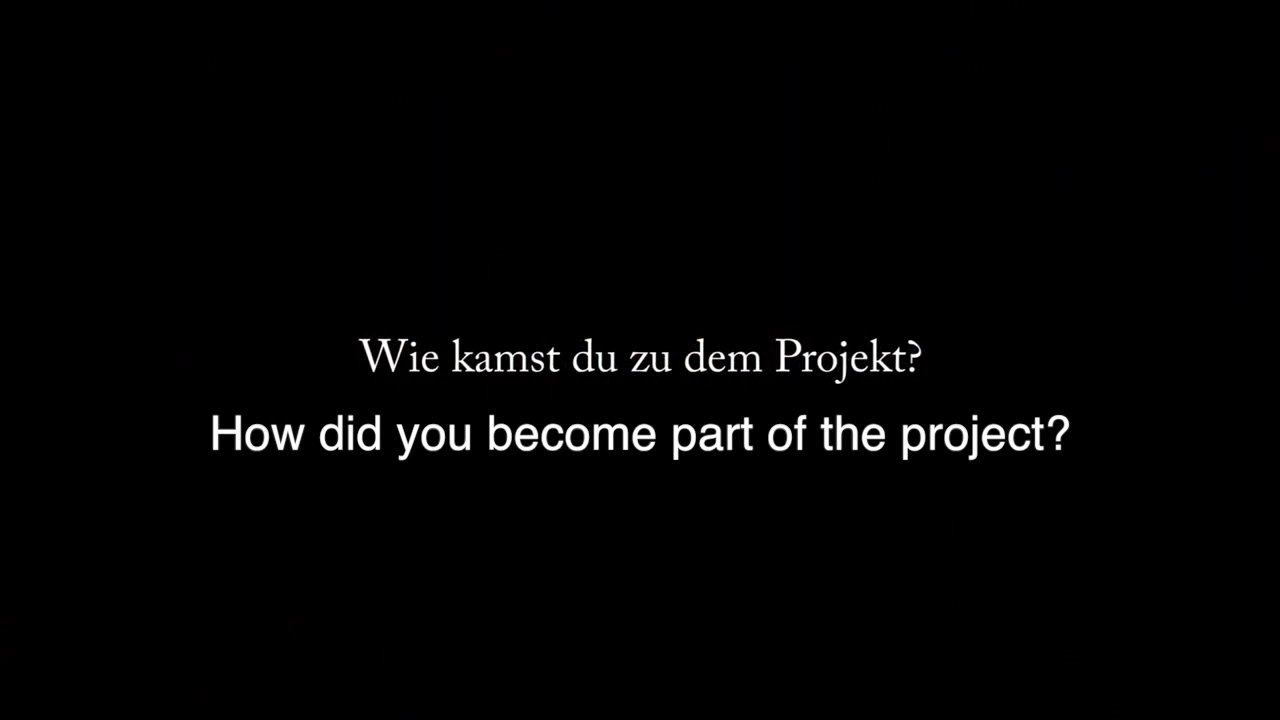 Wie kamst du zu dem Projekt?
How did you become part of the project?